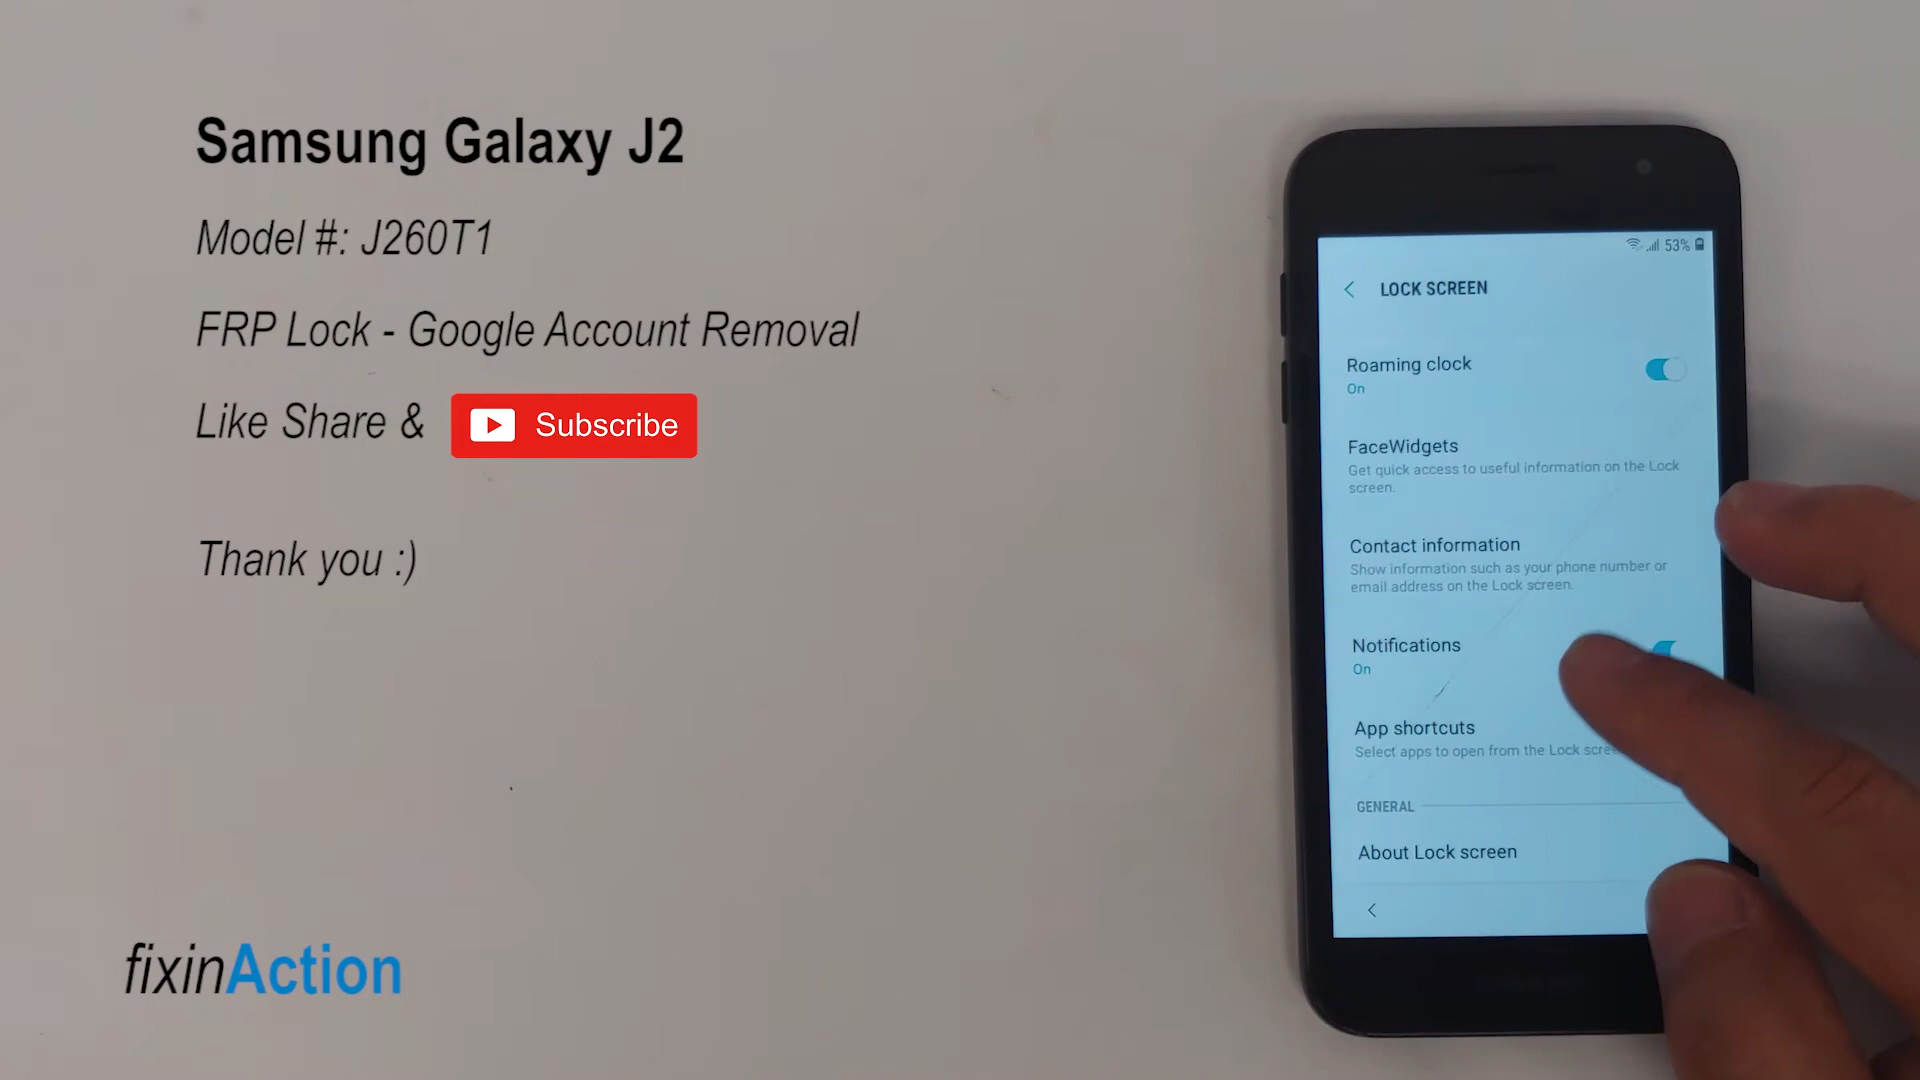 Samsung Galaxy J2
Model #: J260T1
FRP Lock - Google Account Removal
Like Share & Subscribe
Thank you :)
fixinAction
53%
LOCK SCREEN
Roaming clock
On
FaceWidgets
Get quick access to useful information on the Lock
screen.
Contact information
Show information such as your phone number or
email address on the Lock screen.
Notifications
On
App shortcuts
Select apps to open from the Lock
GENERAL
About Lock screen